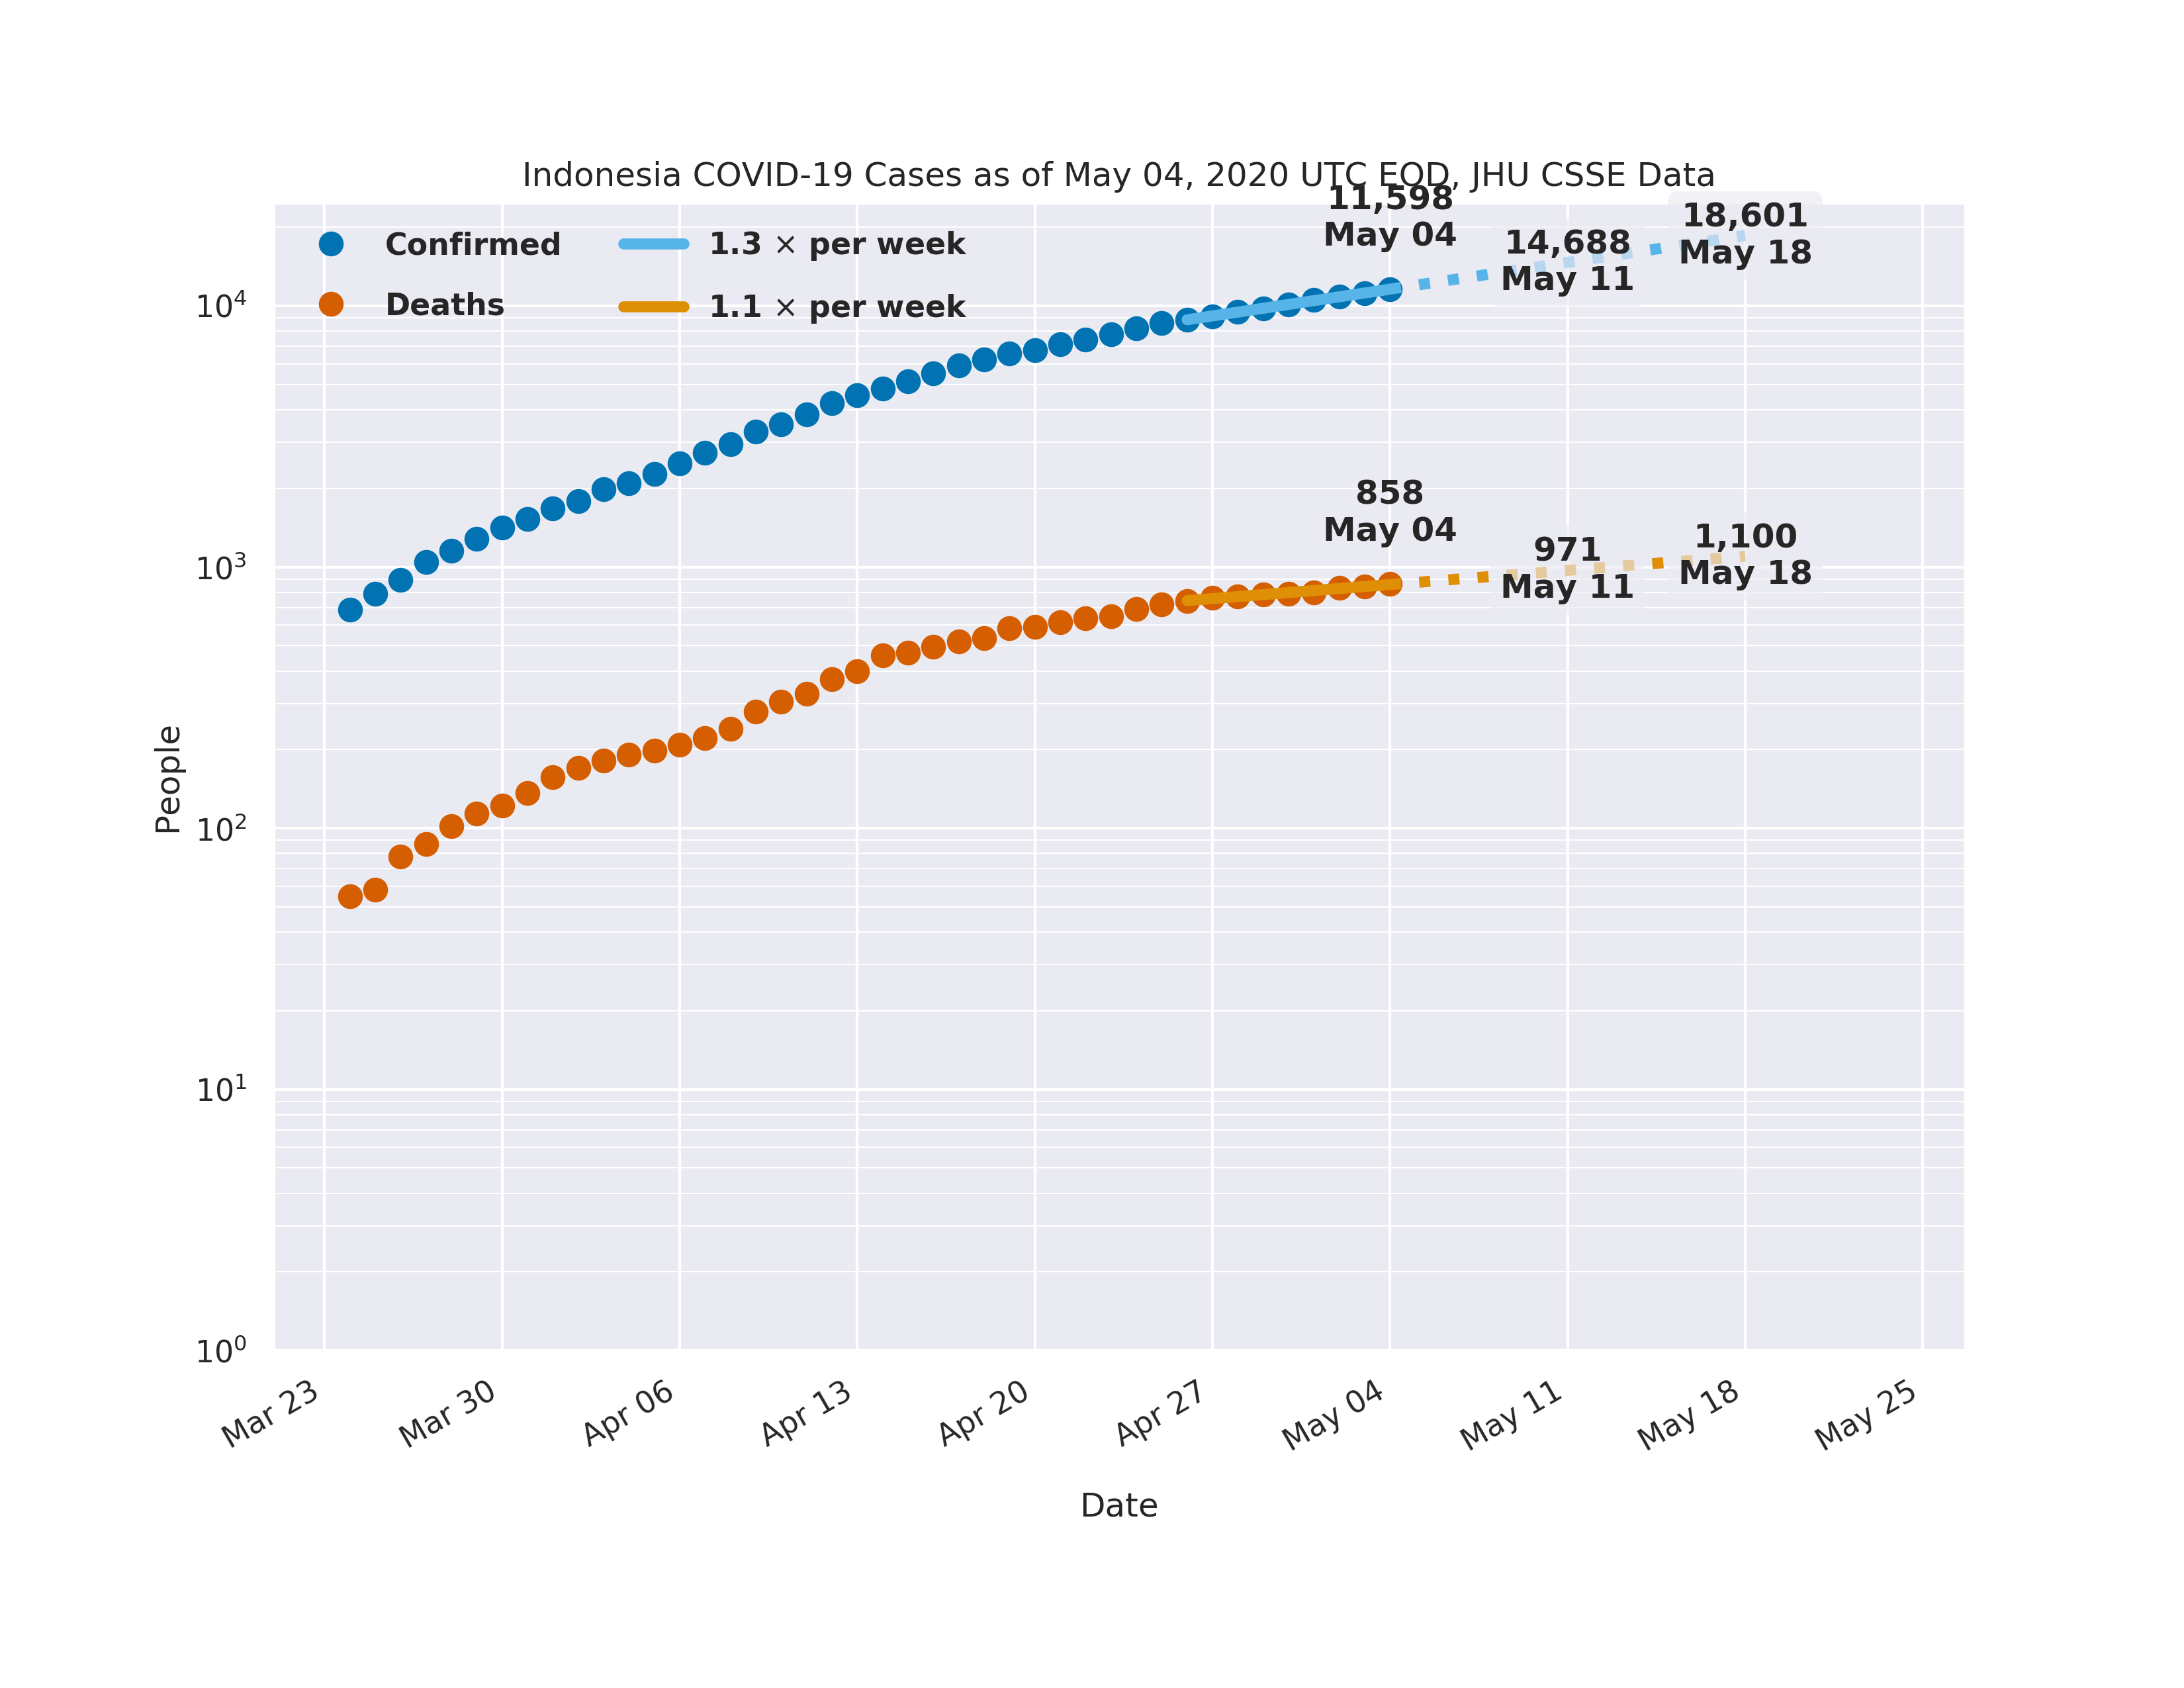 Indonesia COVID-19 Cases as of May 04, 2020 UTC EOD, JHU CSSE Data
11,598
May 04
18,601
May 18
14,688
May 11
Confirmed
1.3 × per week
Deaths
1.1 × per week
858
May 04
971
May 11
1,100
May 18
People
10⁴
10³
10²
10¹
10⁰
Mar 23
Mar 30
Apr 06
Apr 13
Apr 20
Apr 27
May 04
May 11
May 18
May 25
Date